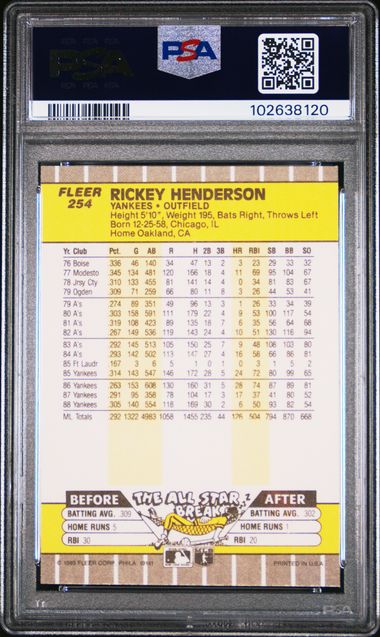 PSA
PSA
PSA
102638120
FLEER
254
RICKEY HENDERSON
YANKEES • OUTFIELD
Height 5'10", Weight 195, Bats Right, Throws Left
Born 12-25-58, Chicago, IL
Home Oakland, CA
Yr. Club Pct. G AB R H 2B 3B HR RBI SB BB SO
76 Boise .336 46 140 34 47 13 2 3 23 29 33 32
77 Modesto .345 134 481 120 166 18 4 11 69 95 104 67
78 Jrsy Cty .310 133 455 81 141 14 4 0 34 81 83 67
79 Ogden .309 71 259 66 80 11 8 3 26 44 53 41
79 A's .274 89 351 49 96 13 3 1 26 33 34 39
80 A's .303 158 591 111 179 22 4 9 53 100 117 54
81 A's .319 108 423 89 135 18 7 6 35 56 64 68
82 A's .267 149 536 119 143 24 4 10 51 130 116 94
83 A's .292 145 513 105 150 25 7 9 48 108 103 80
84 A's .293 142 502 113 147 27 4 16 58 66 86 81
85 Ft Laudr .167 3 6 5 1 0 1 0 3 1 5 2
85 Yankees .314 143 547 146 172 28 5 24 72 80 99 65
86 Yankees .263 153 608 130 160 31 5 28 74 87 89 81
87 Yankees .291 95 358 78 104 17 3 17 37 41 80 52
88 Yankees .305 140 554 118 169 30 2 6 50 93 82 54
ML Totals .292 1322 4983 1058 1455 235 44 126 504 794 870 668
BEFORE THE ALL STAR BREAK AFTER
BATTING AVG. .309 BATTING AVG. .302
HOME RUNS 5 HOME RUNS 1
RBI 30 RBI 20
© 1989 FLEER CORP. PHILA. 19141 PRINTED IN U.S.A.